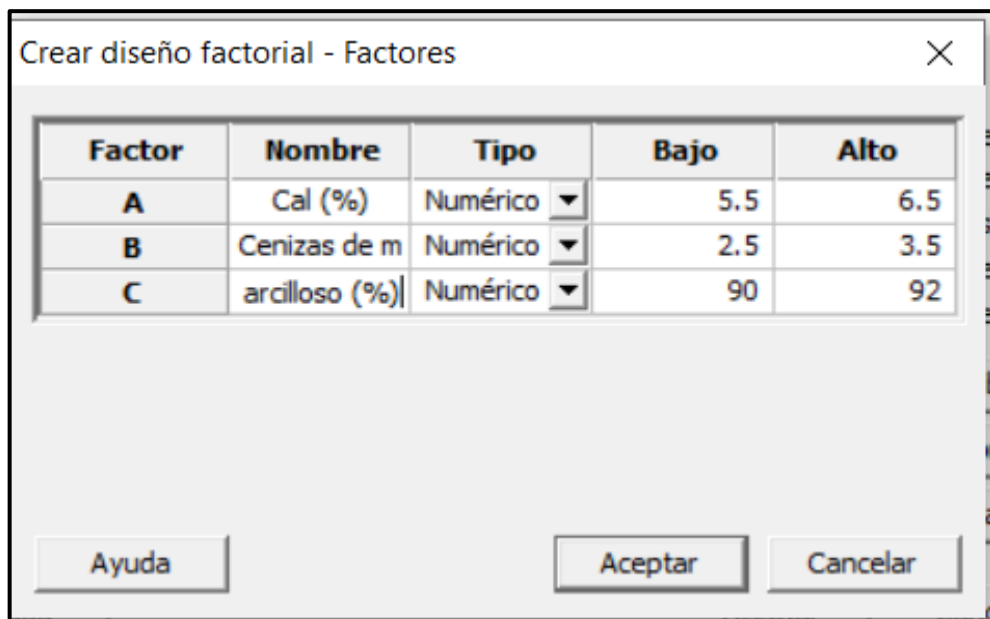 Crear diseño factorial - Factores
Factor Nombre Tipo Bajo Alto
A Cal (%) Numérico 5.5 6.5
B Cenizas de m Numérico 2.5 3.5
C arcilloso (%) Numérico 90 92
Ayuda Aceptar Cancelar